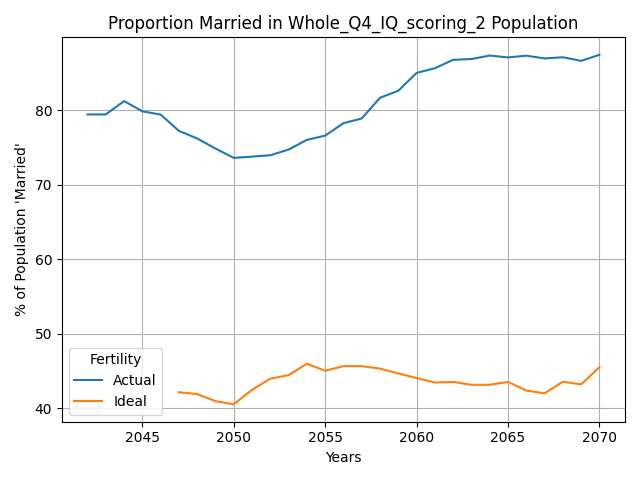 Proportion Married in Whole_Q4_IQ_scoring_2 Population
% of Population 'Married'
80
70
60
50
40
Fertility
Actual
Ideal
2045 2050 2055 2060 2065 2070
Years